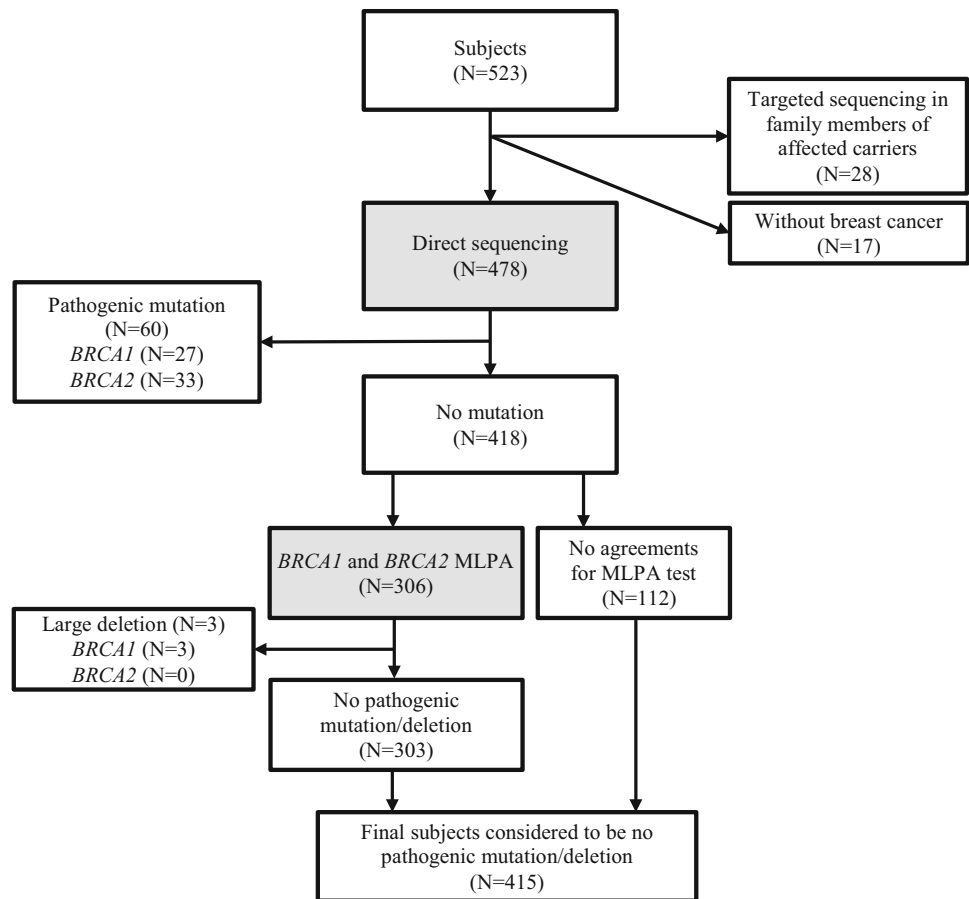 Subjects
(N=523)
Targeted sequencing in
family members of
affected carriers
(N=28)
Without breast cancer
(N=17)
Direct sequencing
(N=478)
Pathogenic mutation
(N=60)
BRCA1 (N=27)
BRCA2 (N=33)
No mutation
(N=418)
BRCA1 and BRCA2 MLPA
(N=306)
No agreements
for MLPA test
(N=112)
Large deletion (N=3)
BRCA1 (N=3)
BRCA2 (N=0)
No pathogenic
mutation/deletion
(N=303)
Final subjects considered to be no
pathogenic mutation/deletion
(N=415)